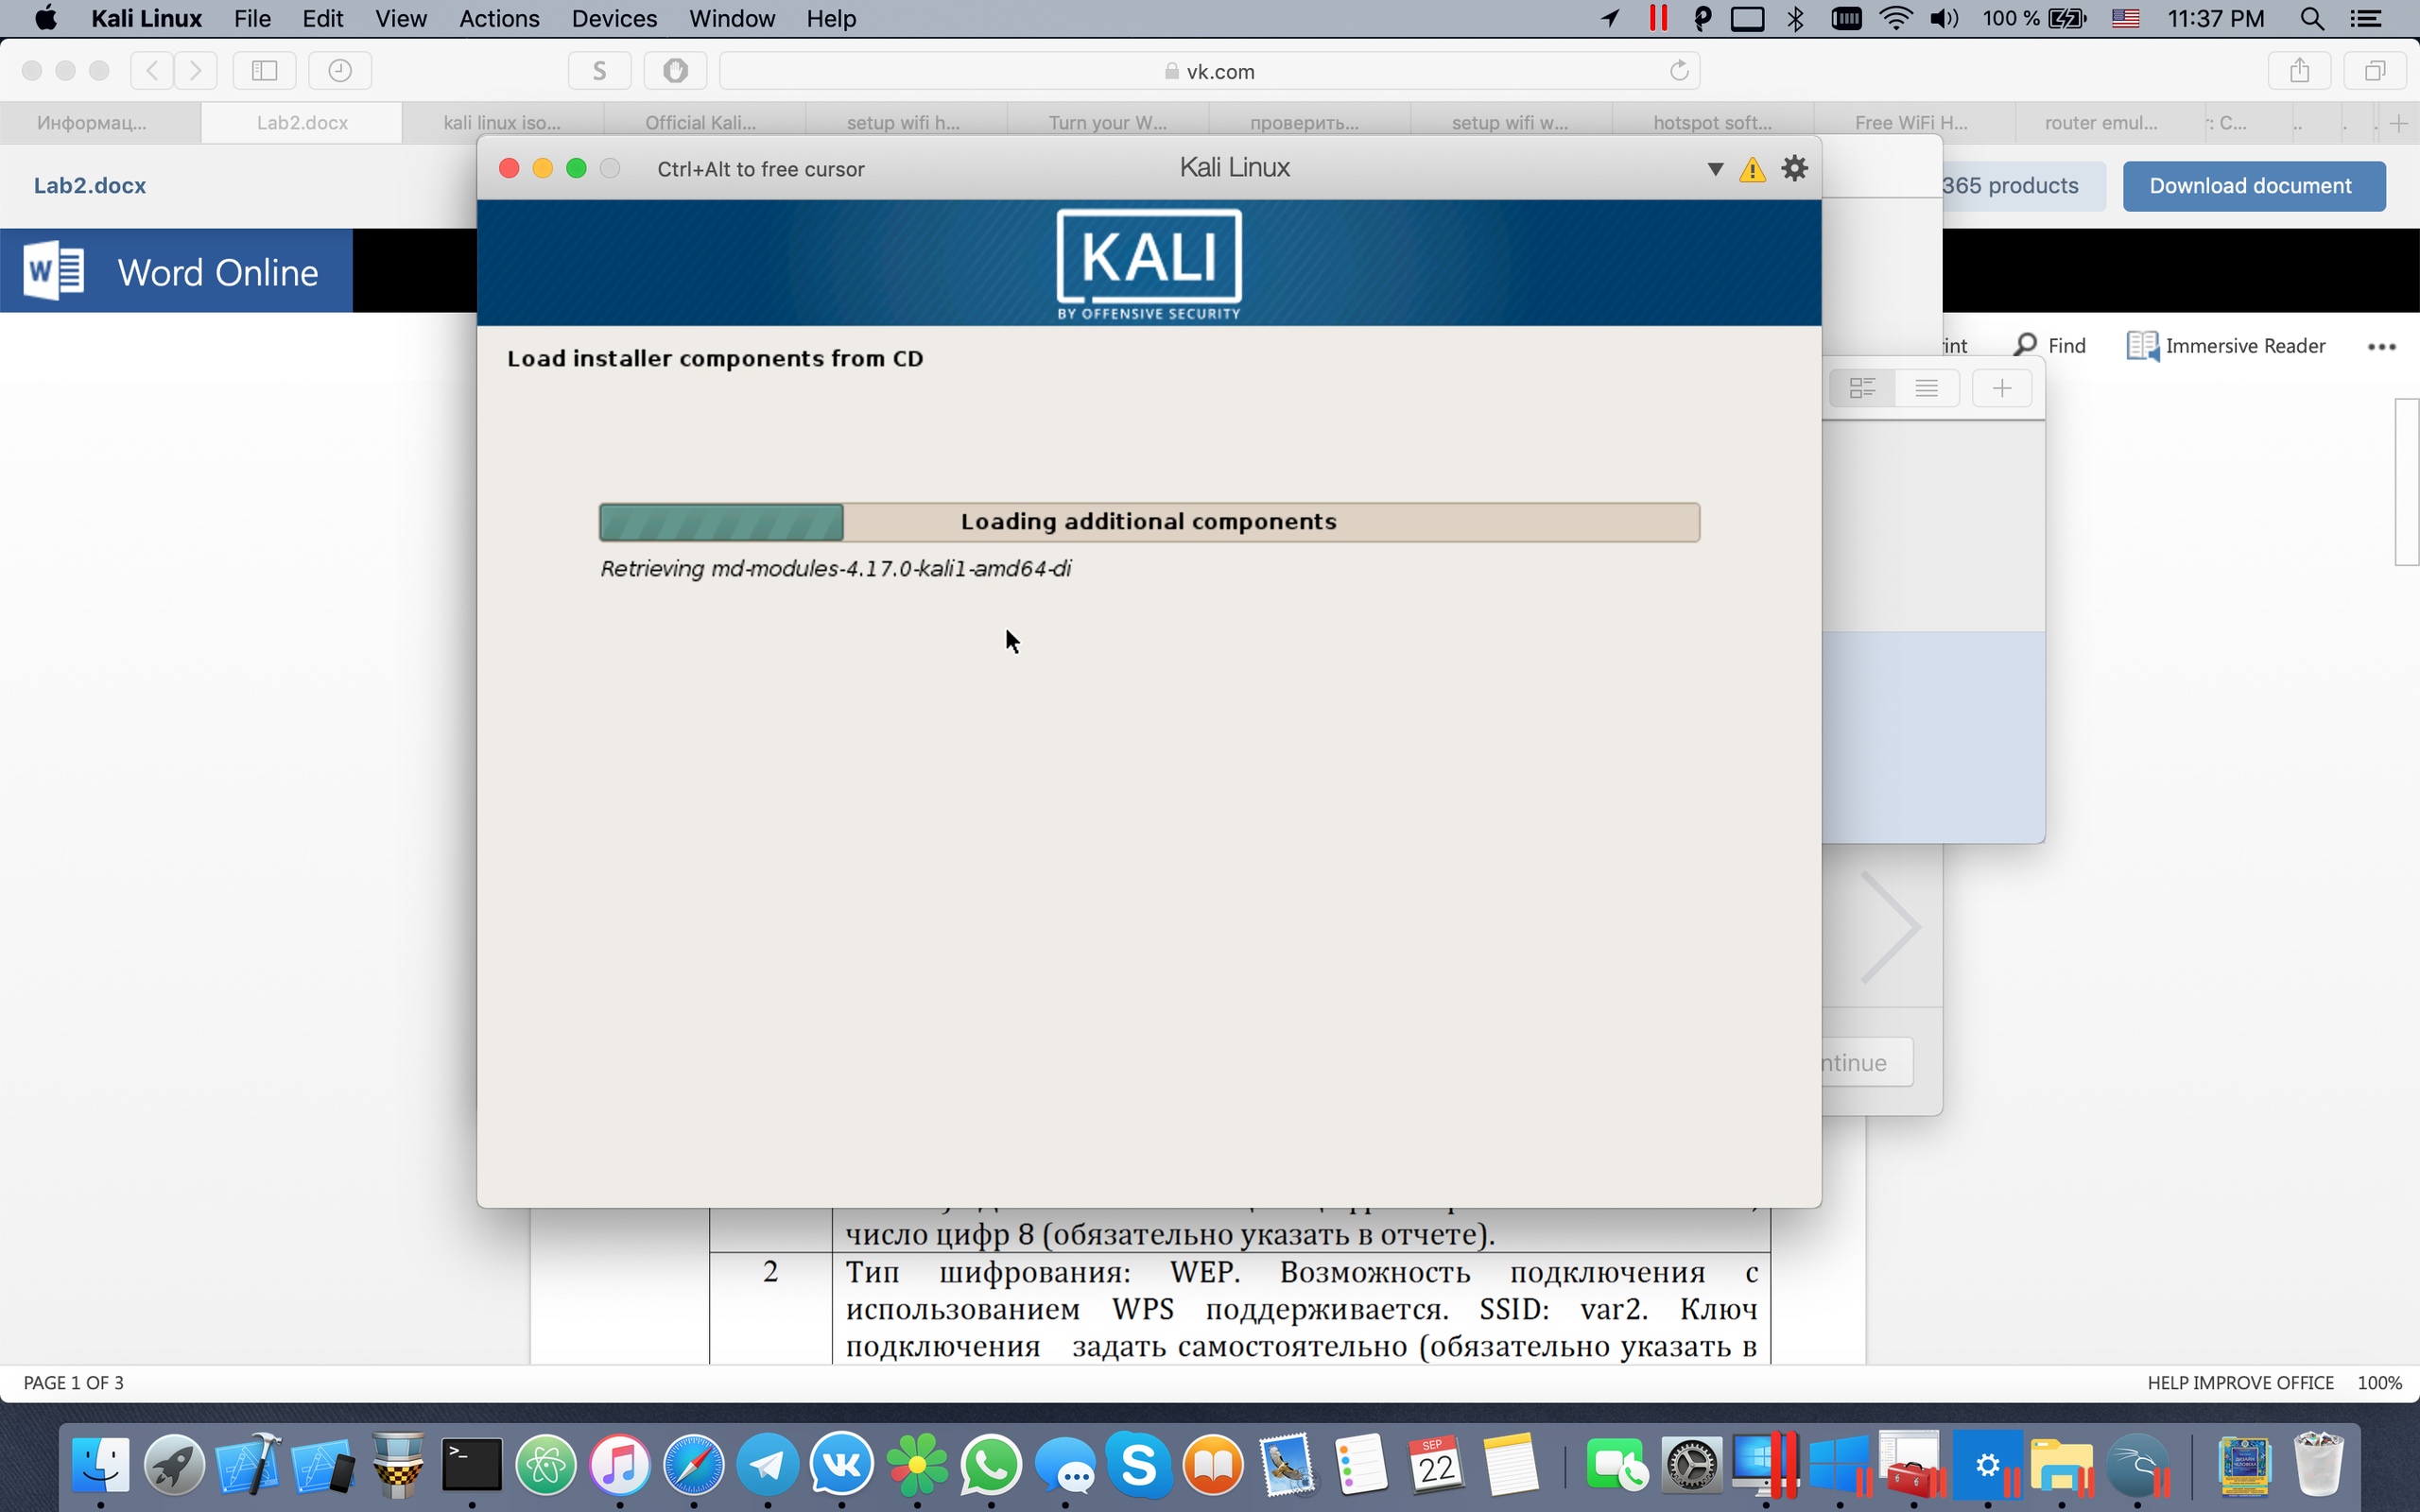 Kali Linux File Edit View Actions Devices Window Help 100 % 11:37 PM
S vk.com
Информац... Lab2.docx kali linux iso... Official Kali... setup wifi h... Turn your W... проверить... setup wifi w... hotspot soft... Free WiFi H... router emul... : C... .. . .
Ctrl+Alt to free cursor Kali Linux
Lab2.docx 365 products Download document
W Word Online
KALI
BY OFFENSIVE SECURITY
Find Immersive Reader
Load installer components from CD
Loading additional components
Retrieving md-modules-4.17.0-kali1-amd64-di
ntinue
число цифр 8 (обязательно указать в отчете).
2 Тип шифрования: WEP. Возможность подключения с
использованием WPS поддерживается. SSID: var2. Ключ
подключения задать самостоятельно (обязательно указать в
PAGE 1 OF 3 HELP IMPROVE OFFICE 100%
SEP
22